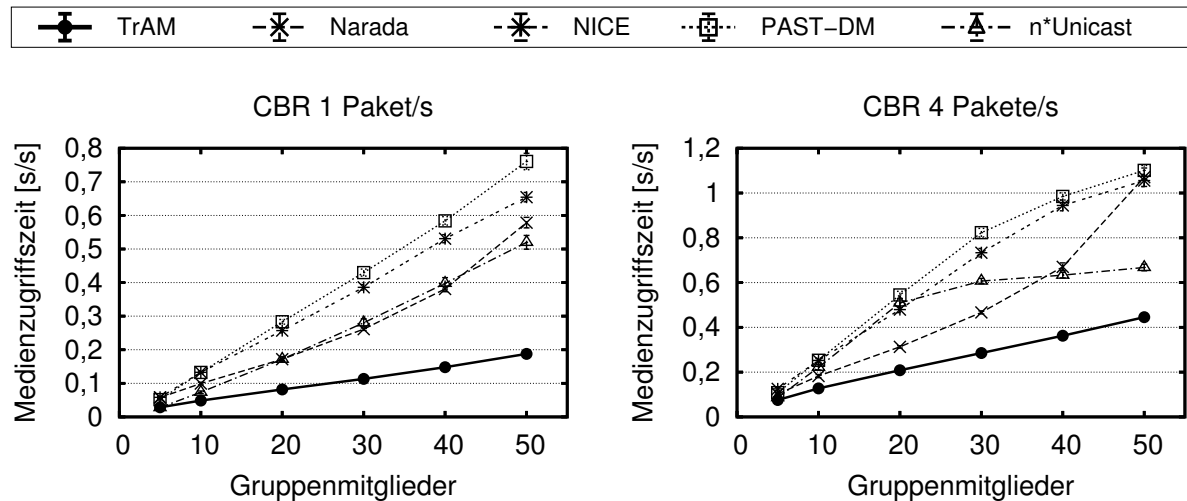 TrAM Narada NICE PAST−DM n*Unicast
CBR 1 Paket/s
Medienzugriffszeit [s/s]
0,8
0,7
0,6
0,5
0,4
0,3
0,2
0,1
0
0 10 20 30 40 50
Gruppenmitglieder
CBR 4 Pakete/s
Medienzugriffszeit [s/s]
1,2
1
0,8
0,6
0,4
0,2
0
0 10 20 30 40 50
Gruppenmitglieder